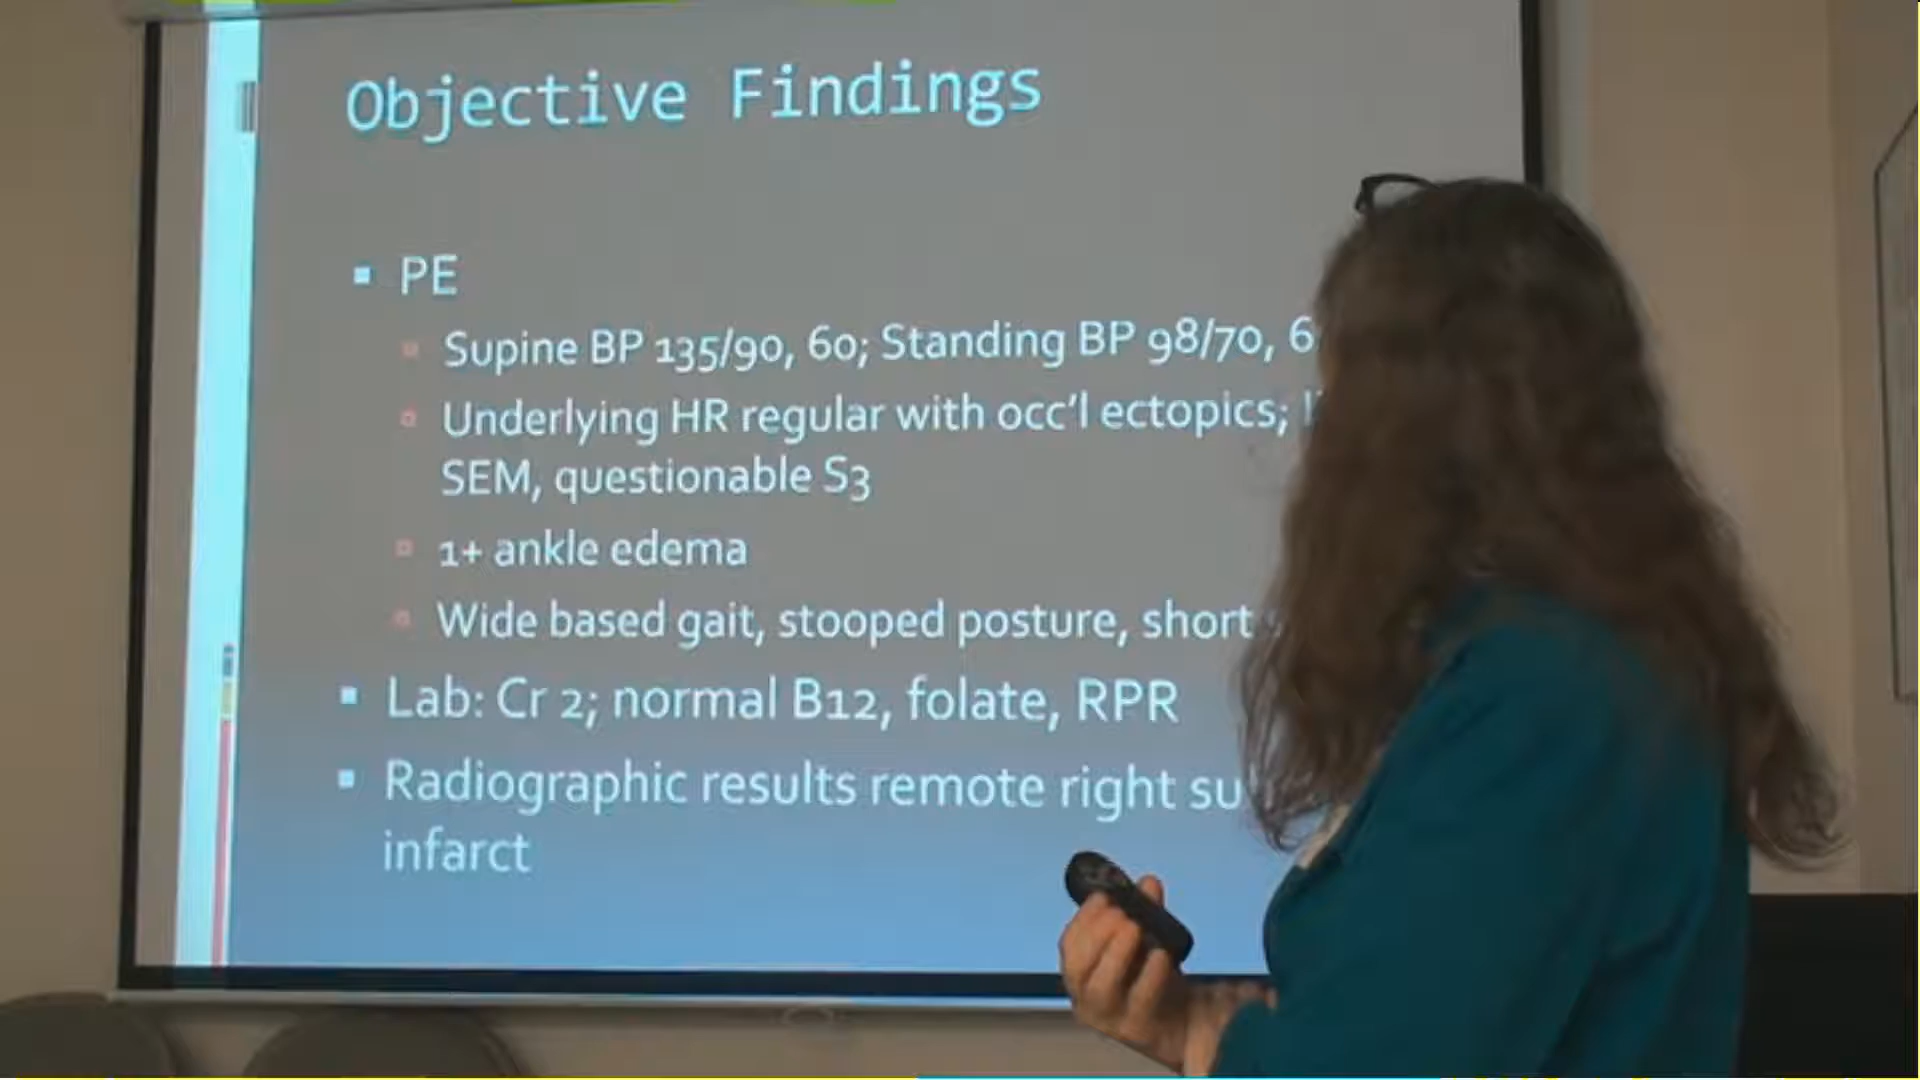 Objective Findings
PE
Supine BP 135/90, 60; Standing BP 98/70,
Underlying HR regular with occ'l ectopics;
SEM, questionable S3
1+ ankle edema
Wide based gait, stooped posture, short
Lab: Cr 2; normal B12, folate, RPR
Radiographic results remote right
infarct